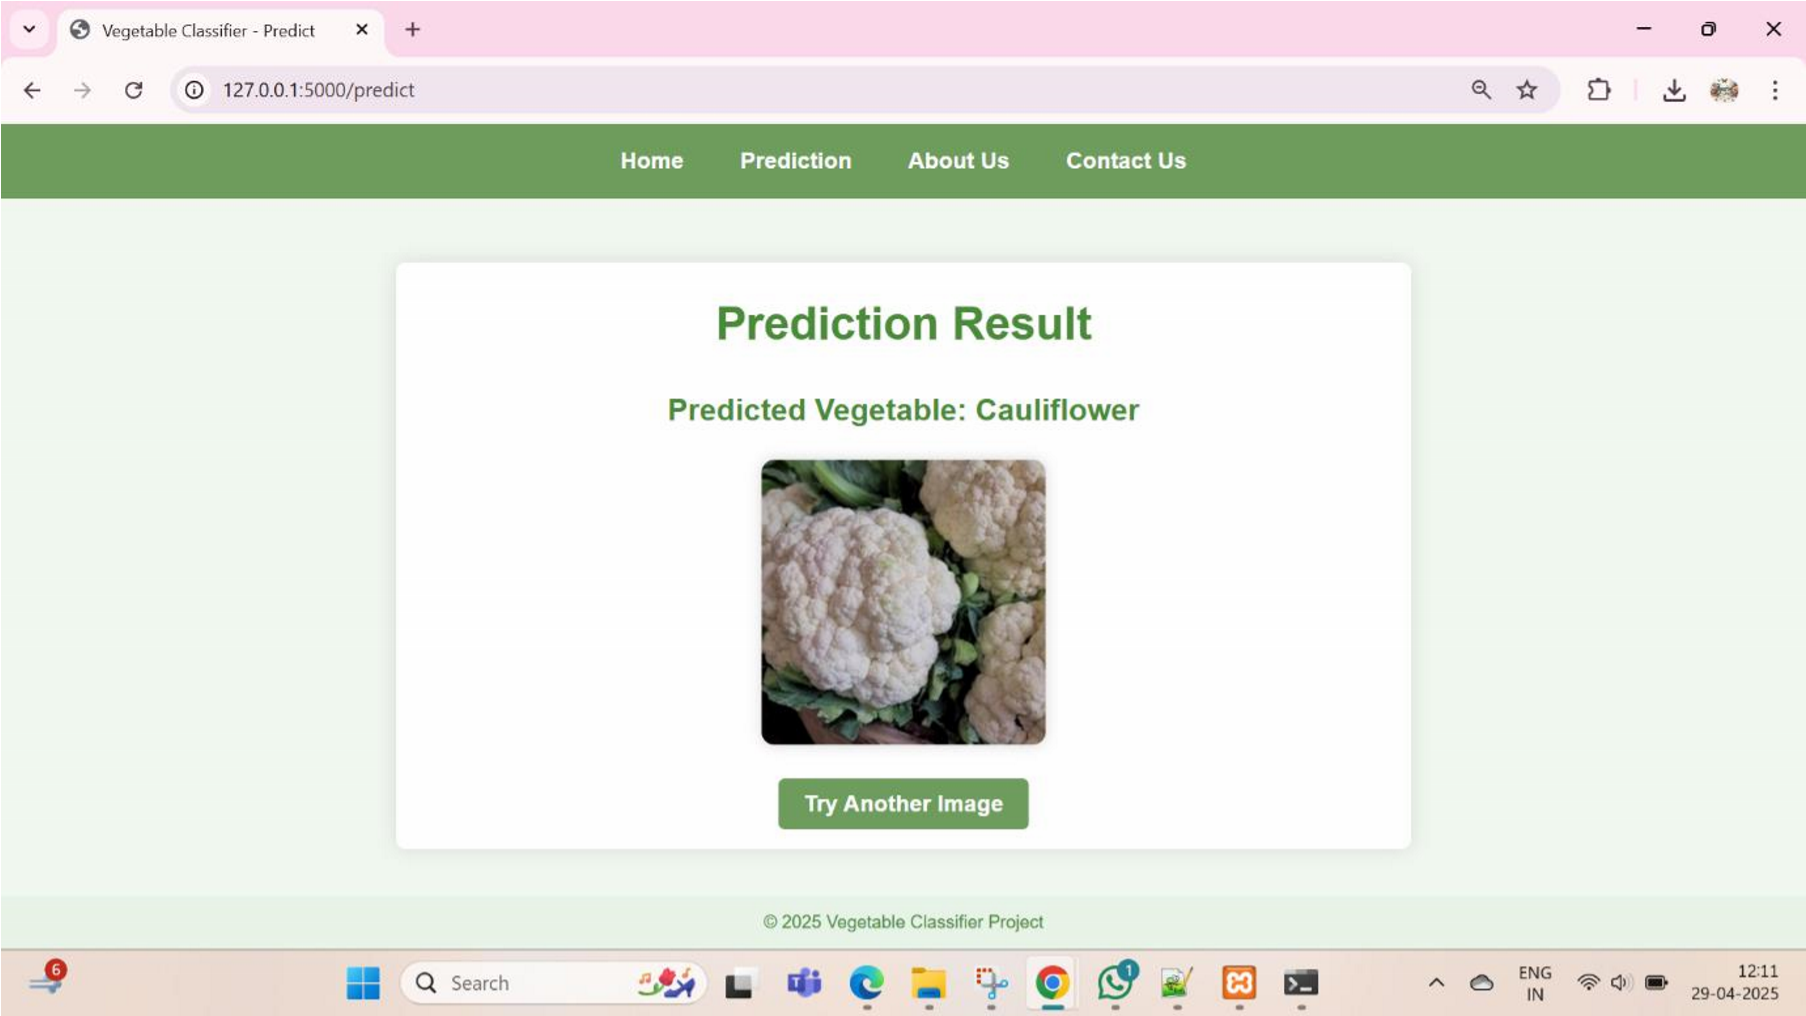 Vegetable Classifier - Predict
127.0.0.1:5000/predict
Home Prediction About Us Contact Us
Prediction Result
Predicted Vegetable: Cauliflower
Try Another Image
© 2025 Vegetable Classifier Project
6
Search
1
ENG
IN
12:11
29-04-2025